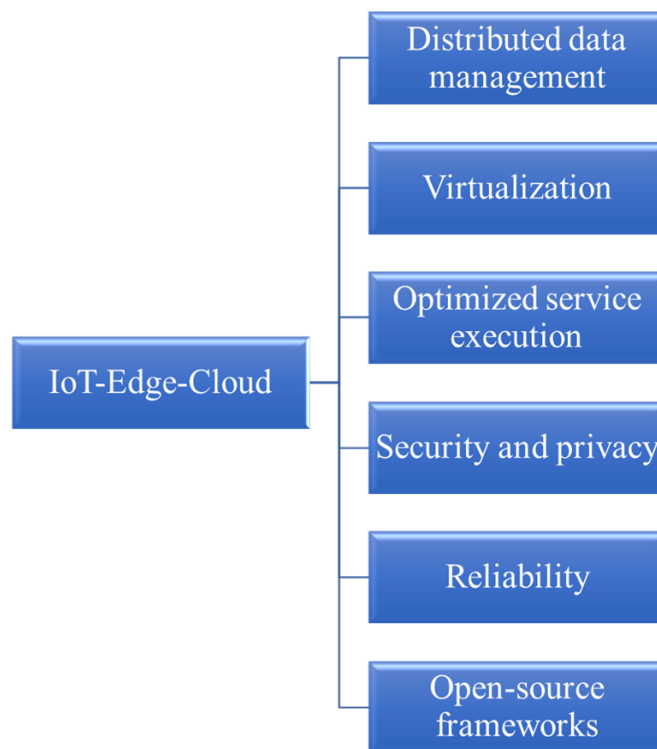 Distributed data
management
Virtualization
Optimized service
execution
IoT-Edge-Cloud
Security and privacy
Reliability
Open-source
frameworks